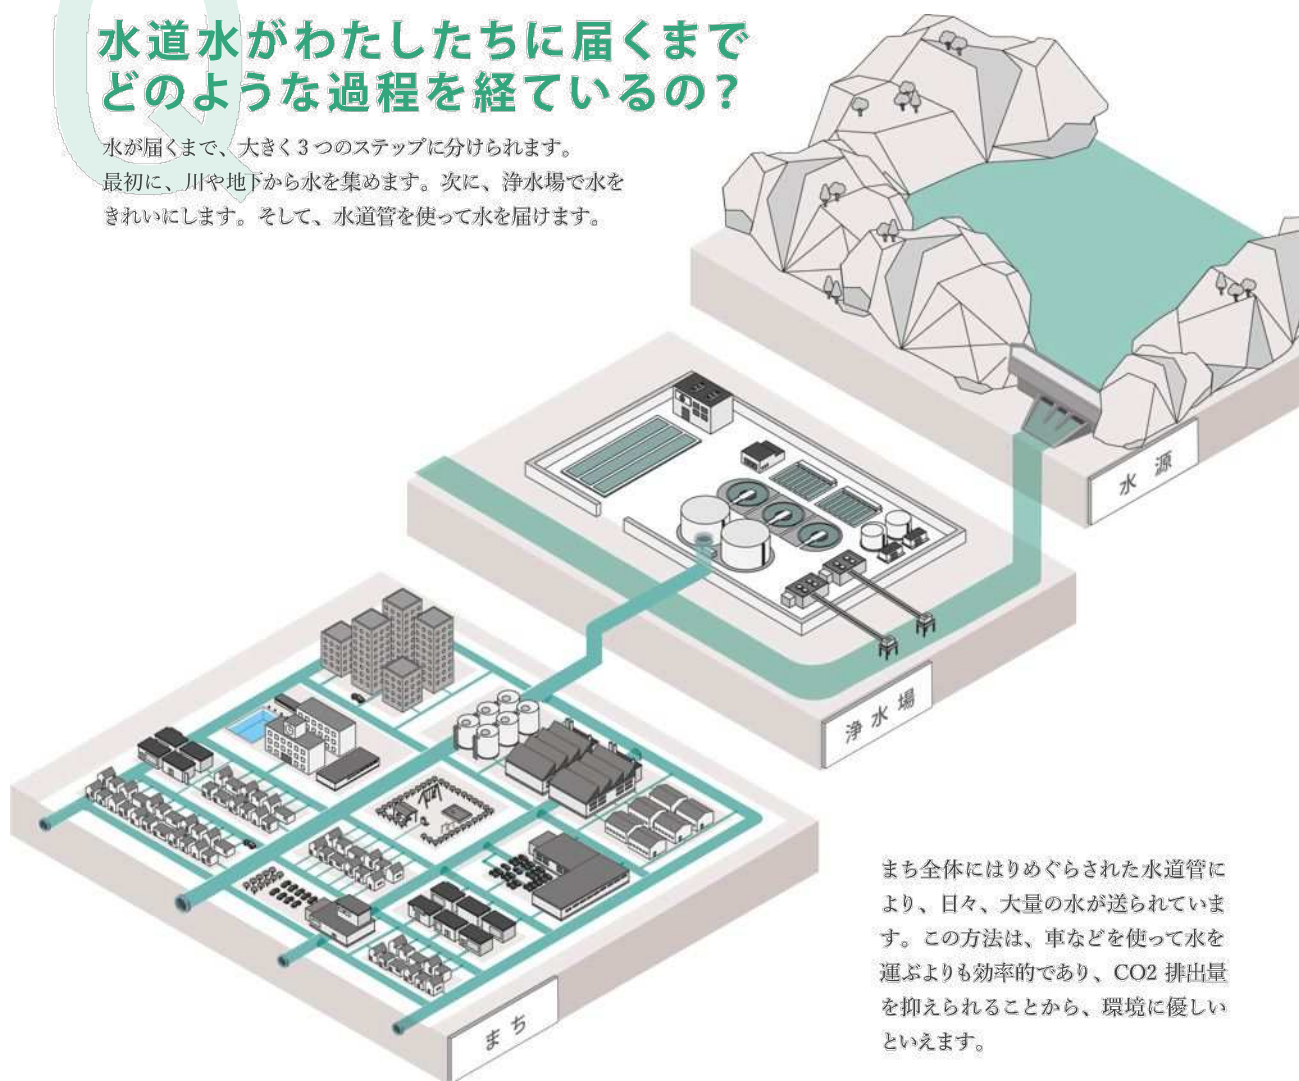 Q
水道水がわたしたちに届くまで
どのような過程を経ているの？
水が届くまで、大きく3つのステップに分けられます。
最初に、川や地下から水を集めます。次に、浄水場で水を
きれいにします。そして、水道管を使って水を届けます。
水源
浄水場
まち
まち全体にはりめぐらされた水道管に
より、日々、大量の水が送られていま
す。この方法は、車などを使って水を
運ぶよりも効率的であり、CO2 排出量
を抑えられることから、環境に優しい
といえます。